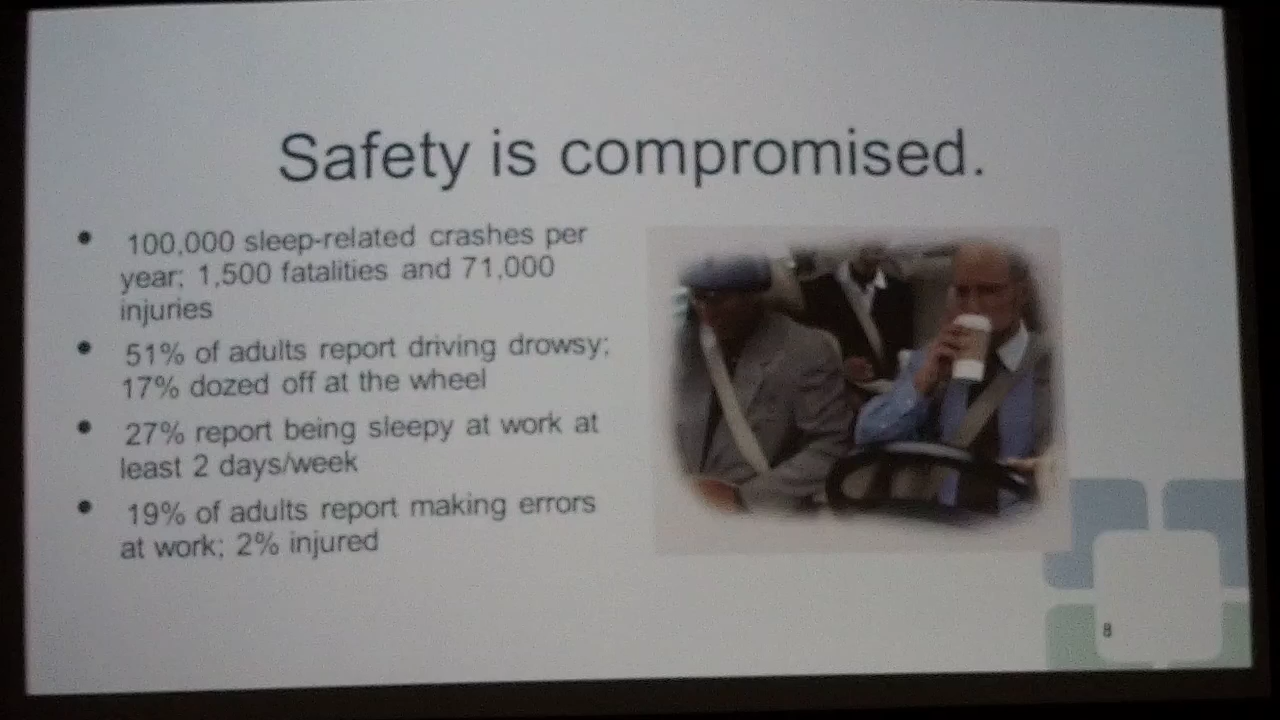 Safety is compromised.
• 100,000 sleep-related crashes per
year; 1,500 fatalities and 71,000
injuries
• 51% of adults report driving drowsy;
17% dozed off at the wheel
• 27% report being sleepy at work at
least 2 days/week
• 19% of adults report making errors
at work; 2% injured
8